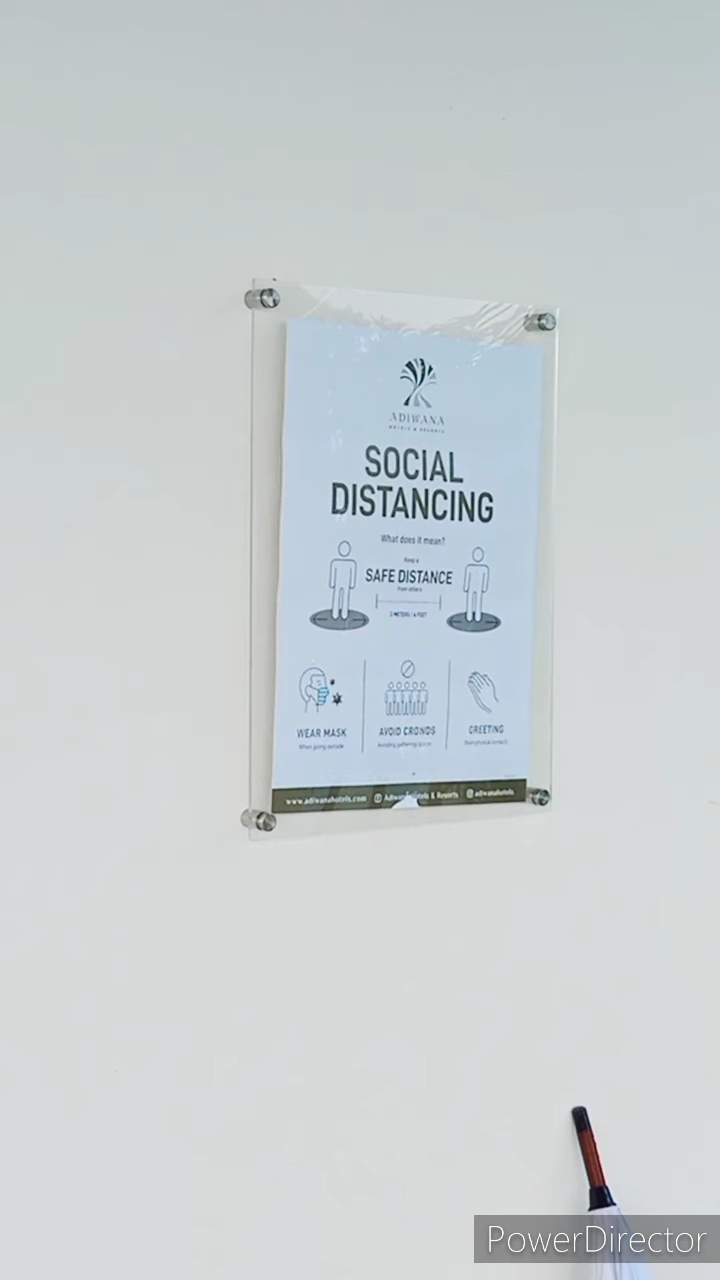 ADIWANA
HOTELS & RESORTS
SOCIAL
DISTANCING
What does it mean?
Keep a
SAFE DISTANCE
from others
2 METERS / 6 FEET
WEAR MASK
When going outside
AVOID CROWDS
GREETING
www.adiwanahotels.com Adiwana Hotels & Resorts adiwanahotels
PowerDirector